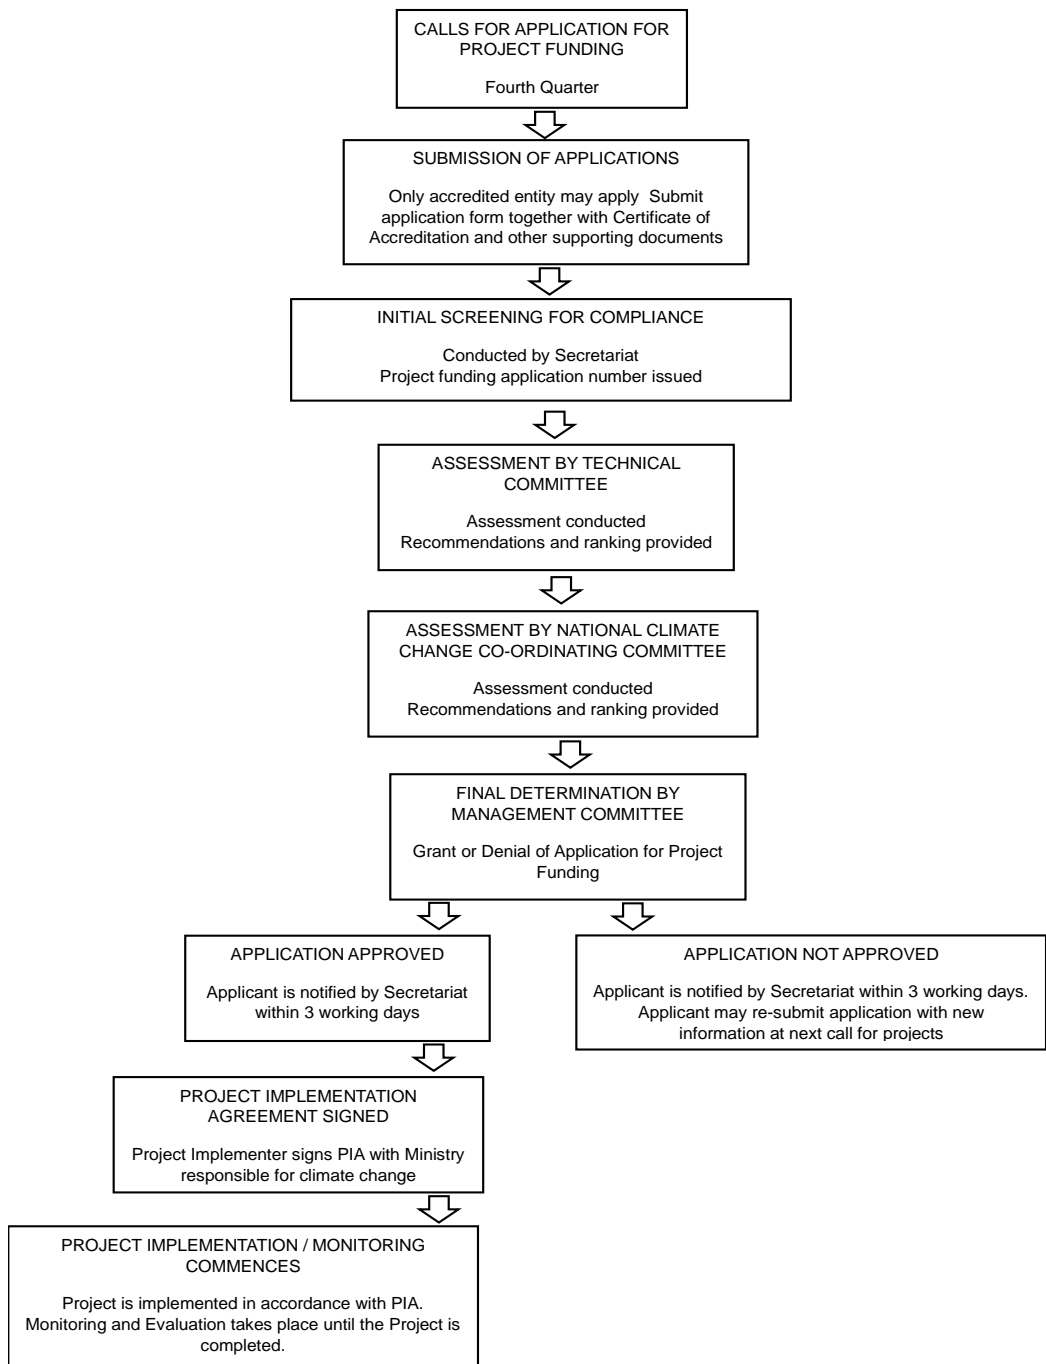 CALLS FOR APPLICATION FOR
PROJECT FUNDING
Fourth Quarter
SUBMISSION OF APPLICATIONS
Only accredited entity may apply  Submit
application form together with Certificate of
Accreditation and other supporting documents
INITIAL SCREENING FOR COMPLIANCE
Conducted by Secretariat
Project funding application number issued
ASSESSMENT BY TECHNICAL
COMMITTEE
Assessment conducted
Recommendations and ranking provided
ASSESSMENT BY NATIONAL CLIMATE
CHANGE CO-ORDINATING COMMITTEE
Assessment conducted
Recommendations and ranking provided
FINAL DETERMINATION BY
MANAGEMENT COMMITTEE
Grant or Denial of Application for Project
Funding
APPLICATION APPROVED
Applicant is notified by Secretariat
within 3 working days
APPLICATION NOT APPROVED
Applicant is notified by Secretariat within 3 working days.
Applicant may re-submit application with new
information at next call for projects
PROJECT IMPLEMENTATION
AGREEMENT SIGNED
Project Implementer signs PIA with Ministry
responsible for climate change
PROJECT IMPLEMENTATION / MONITORING
COMMENCES
Project is implemented in accordance with PIA.
Monitoring and Evaluation takes place until the Project is
completed.